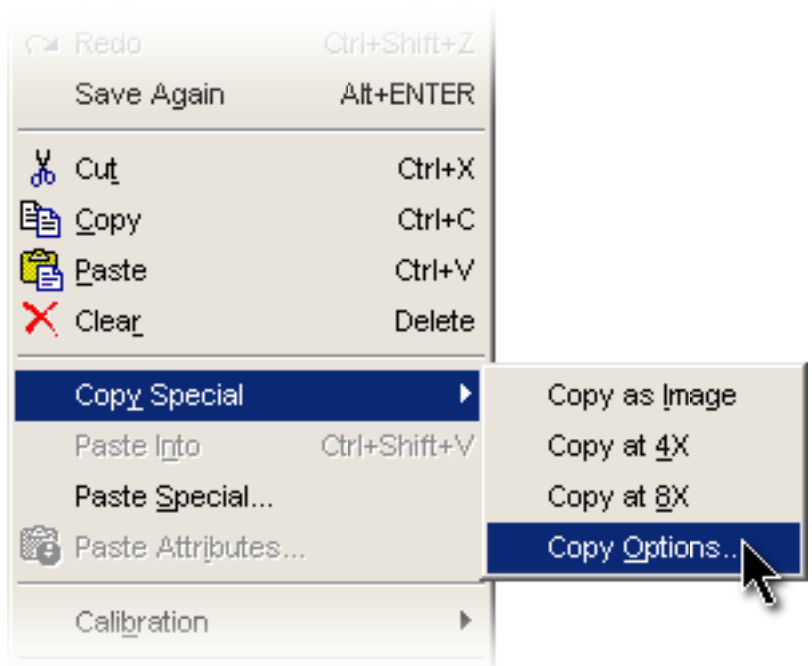 Redo Ctrl+Shift+Z
Save Again Alt+ENTER
Cut Ctrl+X
Copy Ctrl+C
Paste Ctrl+V
Clear Delete
Copy Special
Paste Into Ctrl+Shift+V
Paste Special...
Paste Attributes...
Calibration
Copy as Image
Copy at 4X
Copy at 8X
Copy Options...